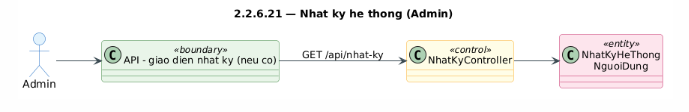 2.2.6.21 — Nhat ky he thong (Admin)
Admin
C
«boundary»
API - giao dien nhat ky (neu co)
GET /api/nhat-ky
C
«control»
NhatKyController
C
«entity»
NhatKyHeThong
NguoiDung